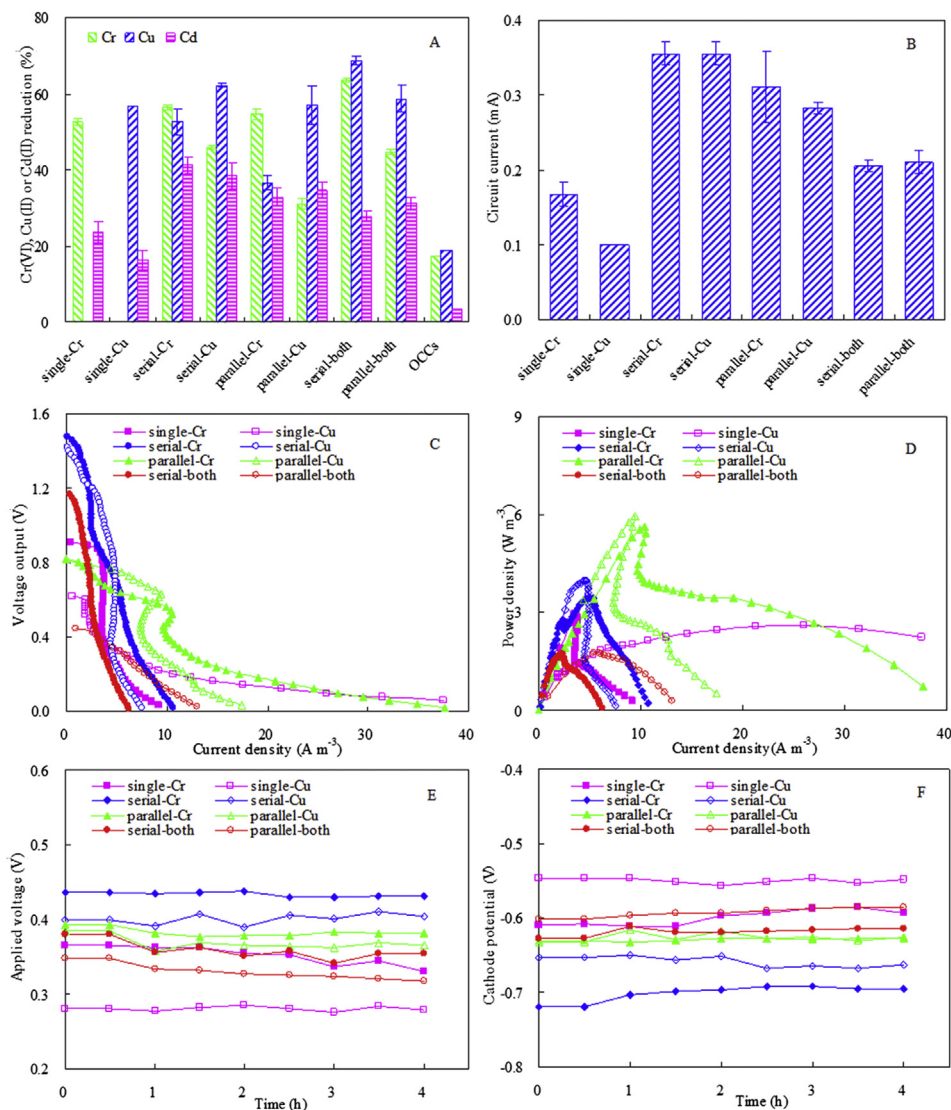 80
Cr Cu Cd
A
60
40
20
0
Cr(VI), Cu(II) or Cd(II) reduction (%)
single-Cr
single-Cu
serial-Cr
serial-Cu
parallel-Cr
parallel-Cu
serial-both
parallel-both
OCCs
0.4
B
0.3
0.2
0.1
0.0
Circuit current (mA)
single-Cr
single-Cu
serial-Cr
serial-Cu
parallel-Cr
parallel-Cu
serial-both
parallel-both
1.6
1.2
0.8
0.4
0.0
Voltage output (V)
single-Cr single-Cu
serial-Cr serial-Cu
parallel-Cr parallel-Cu
serial-both parallel-both
C
0 10 20 30 40
Current density (A m-3)
9
6
3
0
Power density (W m-3)
single-Cr single-Cu
serial-Cr serial-Cu
parallel-Cr parallel-Cu
serial-both parallel-both
D
0 10 20 30 40
Current density (A m-3)
0.6
0.5
0.4
0.3
0.2
Applied voltage (V)
single-Cr single-Cu
serial-Cr serial-Cu
parallel-Cr parallel-Cu
serial-both parallel-both
E
0 1 2 3 4
Time (h)
-0.4
-0.5
-0.6
-0.7
-0.8
Cathode potential (V)
single-Cr single-Cu
serial-Cr serial-Cu
parallel-Cr parallel-Cu
serial-both parallel-both
F
0 1 2 3 4
Time (h)